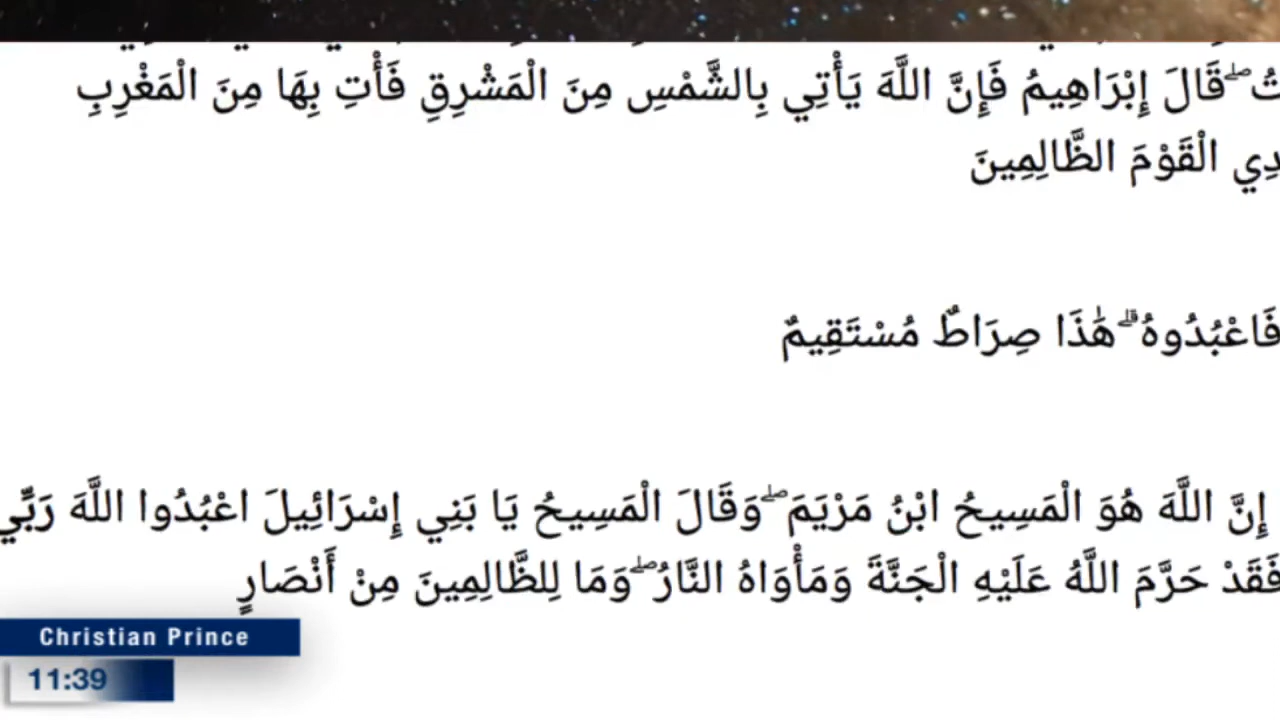 قَالَ إِبْرَاهِيمُ فَإِنَّ اللَّهَ يَأْتِي بِالشَّمْسِ مِنَ الْمَشْرِقِ فَأْتِ بِهَا مِنَ الْمَغْرِبِ
الْقَوْمَ الظَّالِمِينَ
فَاعْبُدُوهُ ۗ هَٰذَا صِرَاطٌ مُسْتَقِيمٌ
إِنَّ اللَّهَ هُوَ الْمَسِيحُ ابْنُ مَرْيَمَ ۖ وَقَالَ الْمَسِيحُ يَا بَنِي إِسْرَائِيلَ اعْبُدُوا اللَّهَ رَبِّي
فَقَدْ حَرَّمَ اللَّهُ عَلَيْهِ الْجَنَّةَ وَمَأْوَاهُ النَّارُ ۖ وَمَا لِلظَّالِمِينَ مِنْ أَنْصَارٍ
Christian Prince
11:39